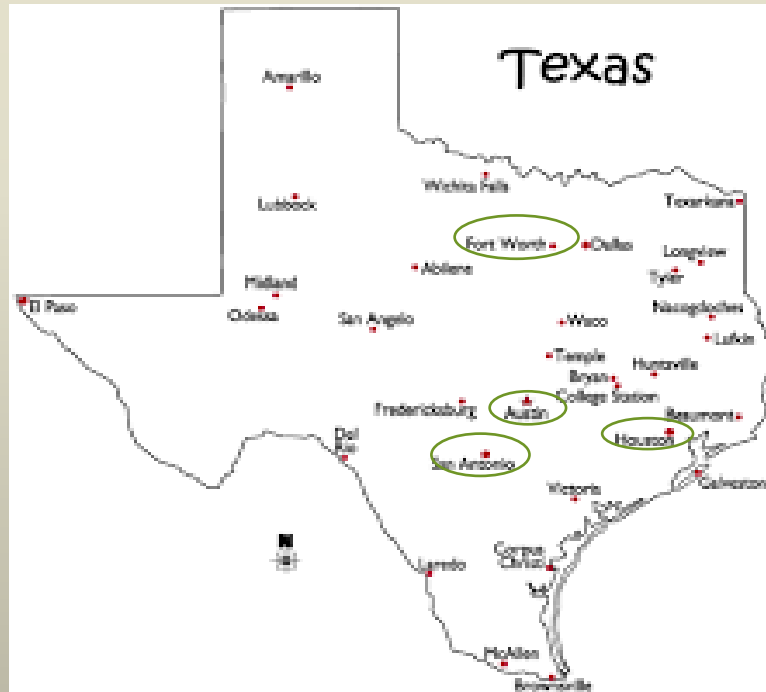 Texas
Amarillo
Wichita Falls
Lubbock
Texarkana
Fort Worth
Dallas
Longview
Abilene
Tyler
Midland
El Paso
Odessa
San Angelo
Waco
Nacogdoches
Lufkin
Temple
Huntsville
Bryan
College Station
Fredericksburg
Austin
Beaumont
Houston
Del
Rio
San Antonio
Galveston
Victoria
N
Corpus
Christi
Laredo
McAllen
Brownsville